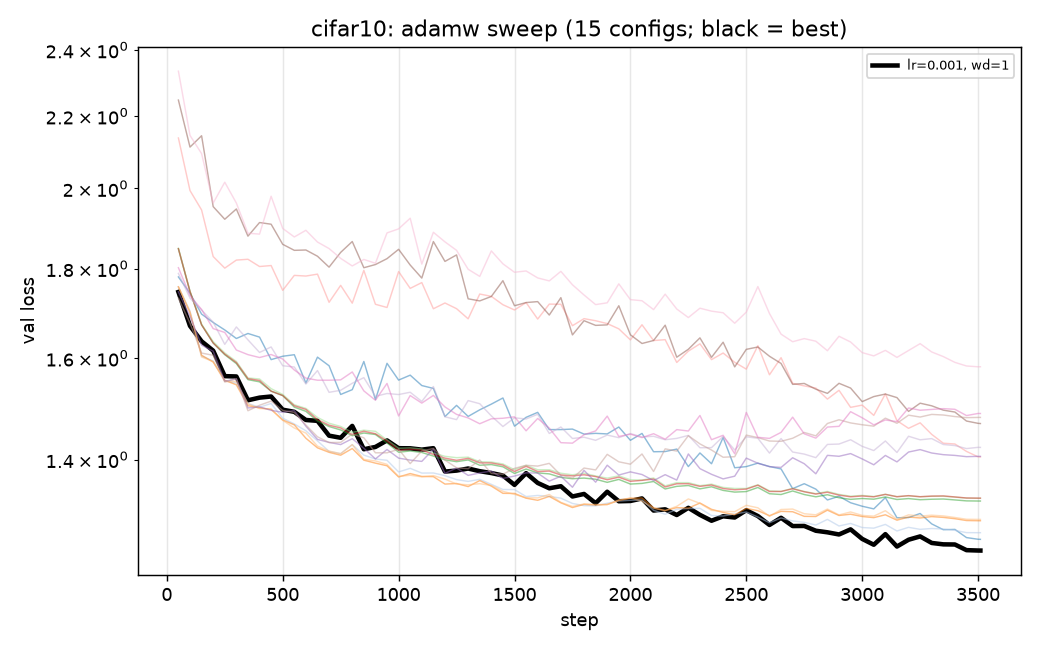 cifar10: adamw sweep (15 configs; black = best)
lr=0.001, wd=1
2.4 × 10⁰
2.2 × 10⁰
2 × 10⁰
1.8 × 10⁰
1.6 × 10⁰
1.4 × 10⁰
val loss
0 500 1000 1500 2000 2500 3000 3500
step